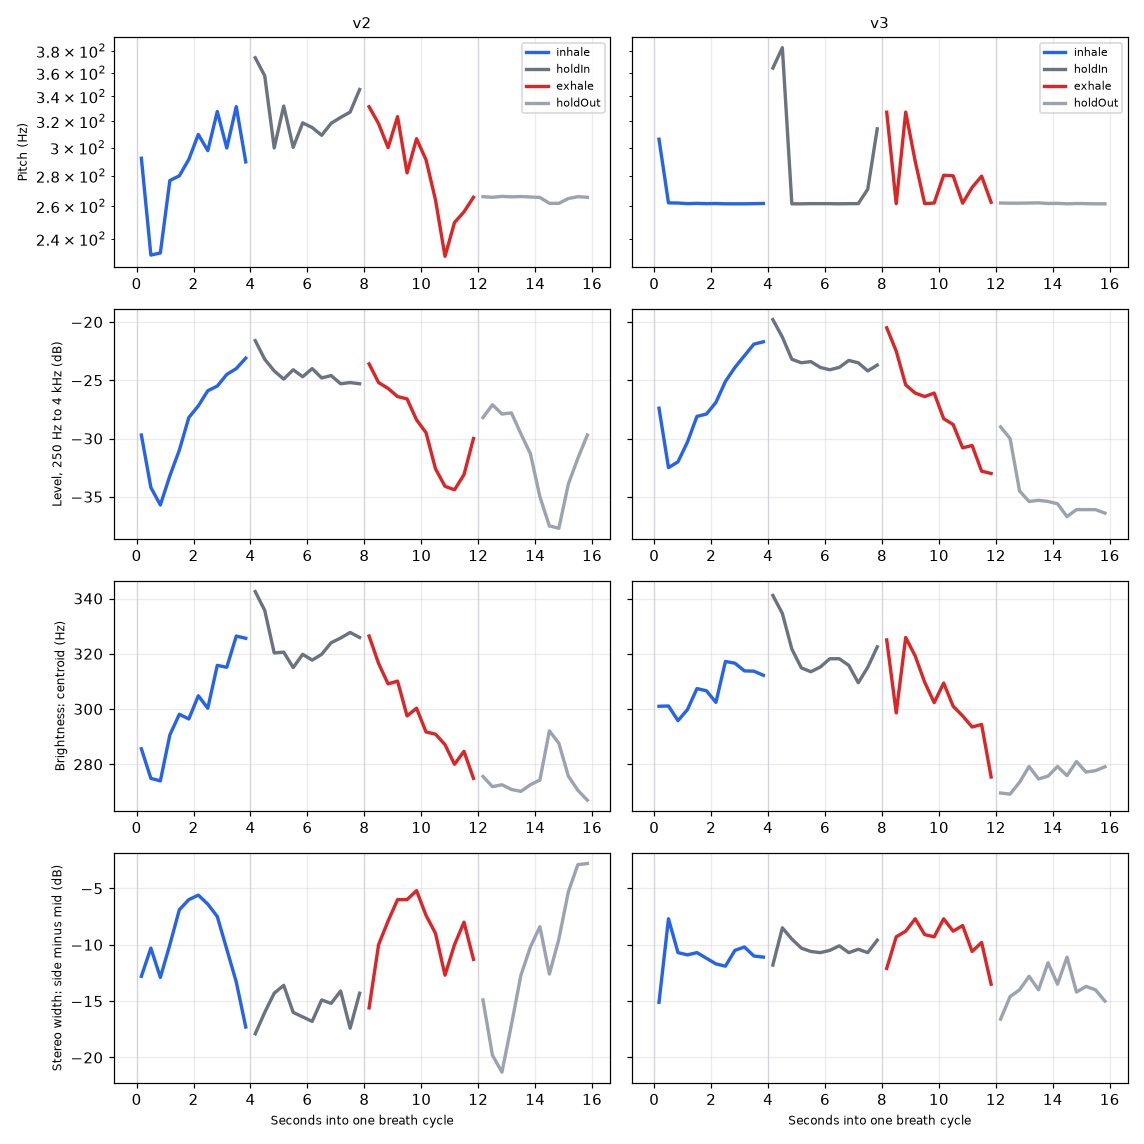 v2
v3
3.8 × 10²
3.6 × 10²
3.4 × 10²
3.2 × 10²
3 × 10²
2.8 × 10²
2.6 × 10²
2.4 × 10²
Pitch (Hz)
inhale
holdIn
exhale
holdOut
inhale
holdIn
exhale
holdOut
0 2 4 6 8 10 12 14 16
0 2 4 6 8 10 12 14 16
Level, 250 Hz to 4 kHz (dB)
−20
−25
−30
−35
0 2 4 6 8 10 12 14 16
0 2 4 6 8 10 12 14 16
Brightness: centroid (Hz)
340
320
300
280
0 2 4 6 8 10 12 14 16
0 2 4 6 8 10 12 14 16
Stereo width: side minus mid (dB)
−5
−10
−15
−20
0 2 4 6 8 10 12 14 16
0 2 4 6 8 10 12 14 16
Seconds into one breath cycle
Seconds into one breath cycle